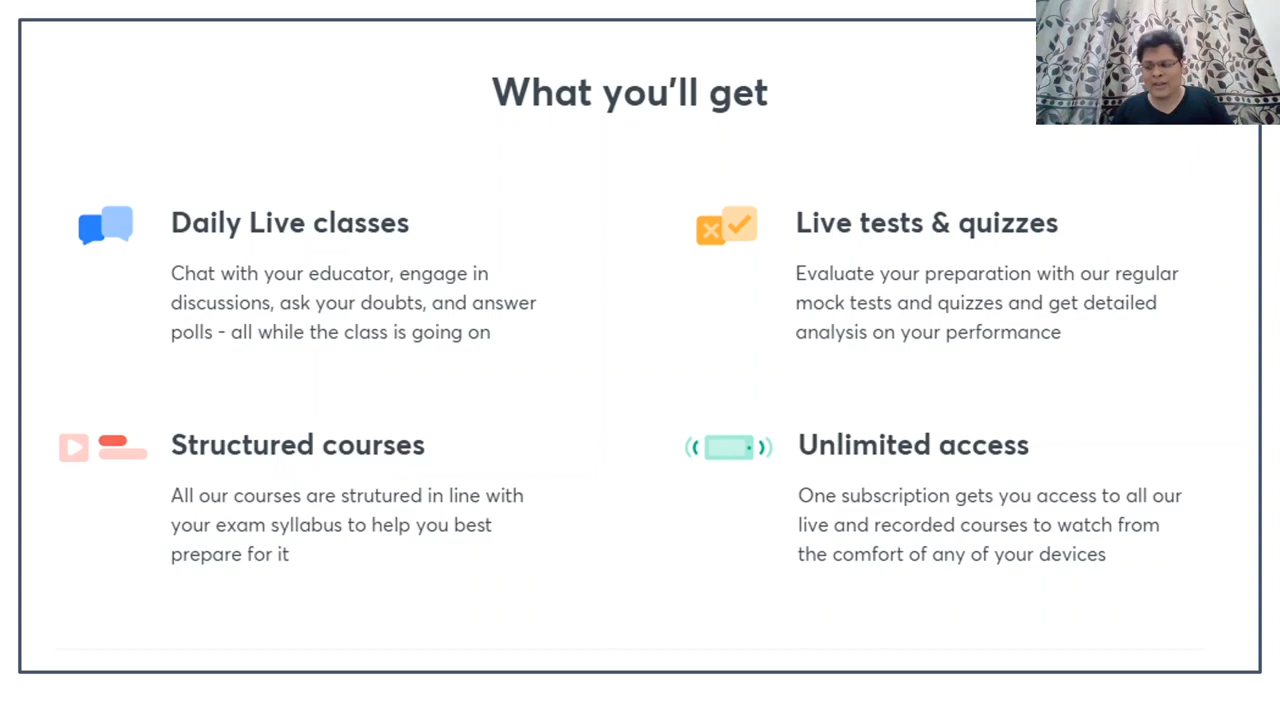 What you'll get
Daily Live classes
Chat with your educator, engage in
discussions, ask your doubts, and answer
polls - all while the class is going on
Live tests & quizzes
Evaluate your preparation with our regular
mock tests and quizzes and get detailed
analysis on your performance
Structured courses
All our courses are strutured in line with
your exam syllabus to help you best
prepare for it
Unlimited access
One subscription gets you access to all our
live and recorded courses to watch from
the comfort of any of your devices